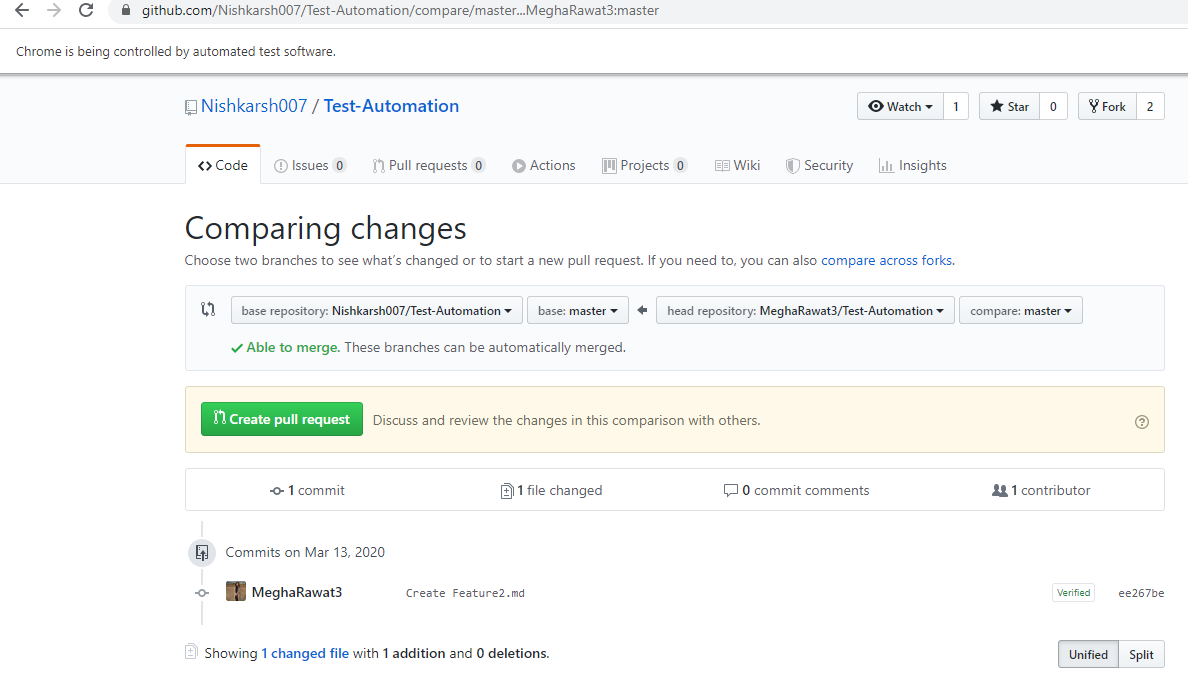 github.com/Nishkarsh007/Test-Automation/compare/master...MeghaRawat3:master
Chrome is being controlled by automated test software.
Nishkarsh007 / Test-Automation
Watch 1 Star 0 Fork 2
Code Issues 0 Pull requests 0 Actions Projects 0 Wiki Security Insights
Comparing changes
Choose two branches to see what's changed or to start a new pull request. If you need to, you can also compare across forks.
base repository: Nishkarsh007/Test-Automation base: master head repository: MeghaRawat3/Test-Automation compare: master
Able to merge. These branches can be automatically merged.
Create pull request Discuss and review the changes in this comparison with others.
1 commit 1 file changed 0 commit comments 1 contributor
Commits on Mar 13, 2020
MeghaRawat3 Create Feature2.md Verified ee267be
Showing 1 changed file with 1 addition and 0 deletions. Unified Split